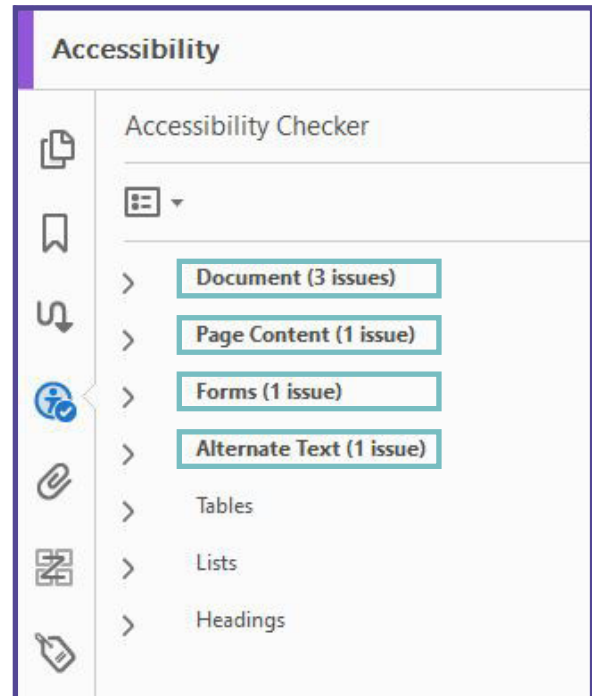 Accessibility
Accessibility Checker
Document (3 issues)
Page Content (1 issue)
Forms (1 issue)
Alternate Text (1 issue)
Tables
Lists
Headings